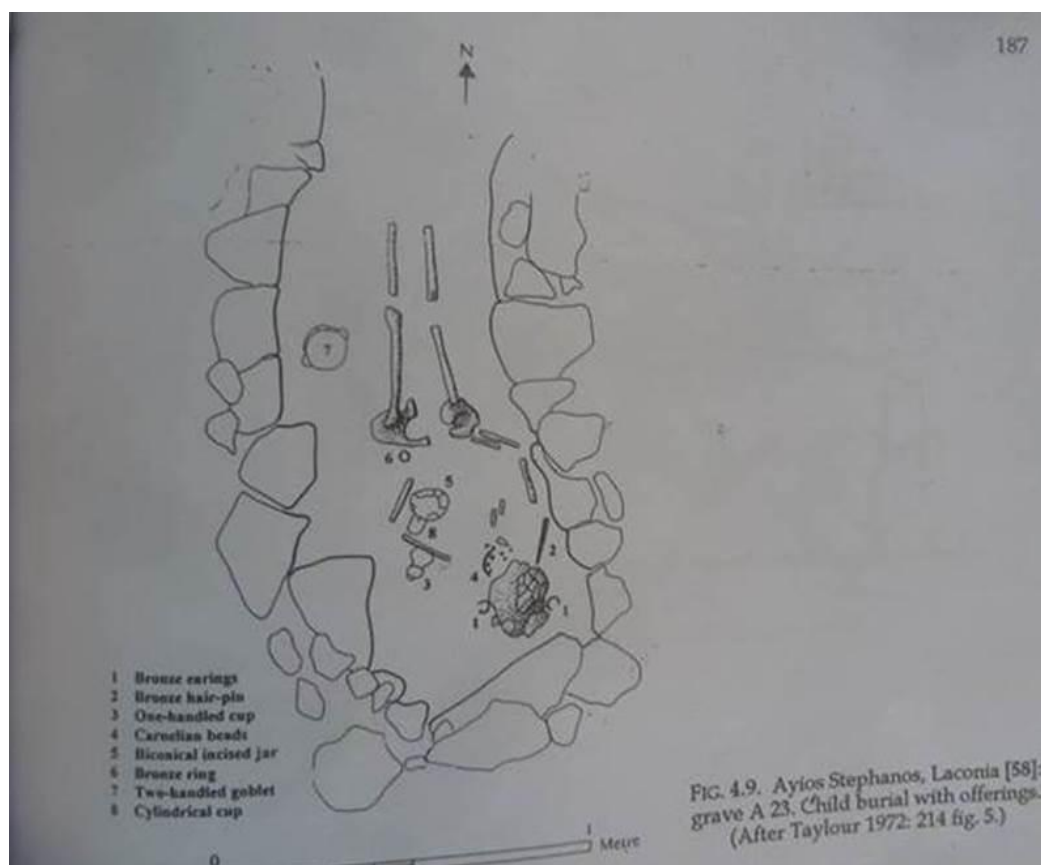 187
N
7
6
5
8
3
4
2
1
1
1 Bronze earings
2 Bronze hair-pin
3 One-handled cup
4 Carnelian beads
5 Biconical incised jar
6 Bronze ring
7 Two-handled goblet
8 Cylindrical cup
0 1
Metre
FIG. 4.9. Ayios Stephanos, Laconia [58]:
grave A 23. Child burial with offerings.
(After Taylour 1972: 214 fig. 5.)